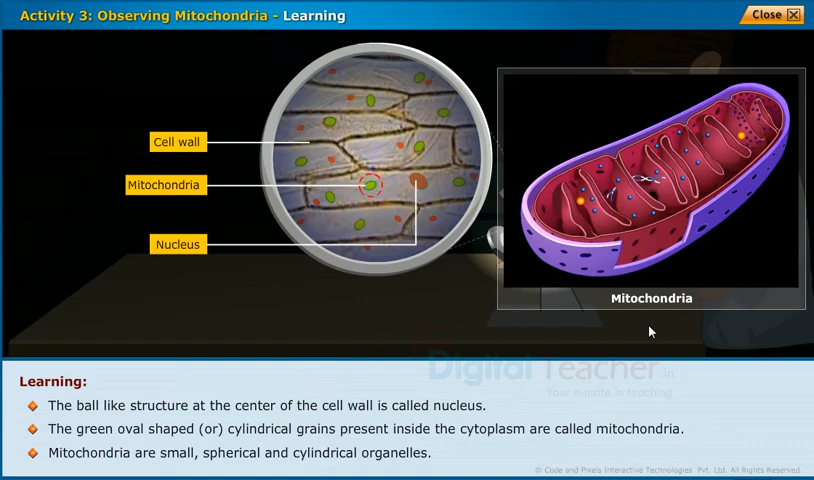 Activity 3: Observing Mitochondria - Learning
Close
Cell wall
Mitochondria
Nucleus
Mitochondria
Digital Teacher.in
Your e-mate in teaching
Learning:
The ball like structure at the center of the cell wall is called nucleus.
The green oval shaped (or) cylindrical grains present inside the cytoplasm are called mitochondria.
Mitochondria are small, spherical and cylindrical organelles.
© Code and Pixels Interactive Technologies Pvt. Ltd. All Rights Reserved.